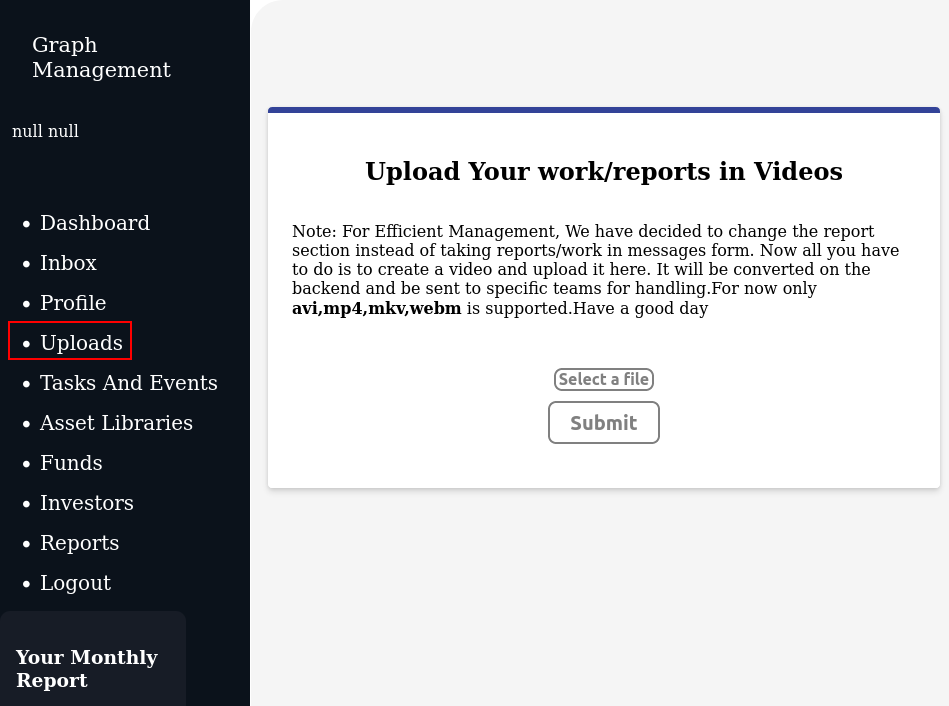 Graph
Management
null null
Dashboard
Inbox
Profile
Uploads
Tasks And Events
Asset Libraries
Funds
Investors
Reports
Logout
Your Monthly
Report
Upload Your work/reports in Videos
Note: For Efficient Management, We have decided to change the report
section instead of taking reports/work in messages form. Now all you have
to do is to create a video and upload it here. It will be converted on the
backend and be sent to specific teams for handling.For now only
avi,mp4,mkv,webm is supported.Have a good day
Select a file
Submit